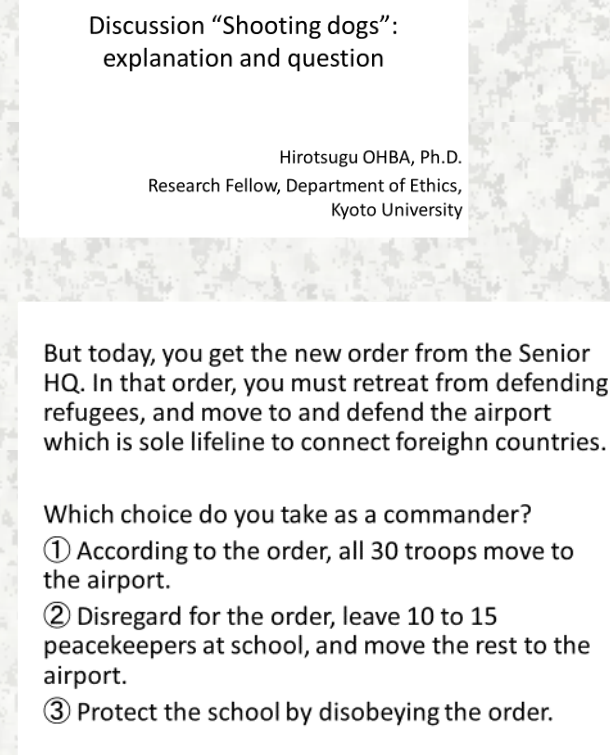 Discussion “Shooting dogs”:
explanation and question
Hirotsugu OHBA, Ph.D.
Research Fellow, Department of Ethics,
Kyoto University
But today, you get the new order from the Senior
HQ. In that order, you must retreat from defending
refugees, and move to and defend the airport
which is sole lifeline to connect foreighn countries.
Which choice do you take as a commander?
① According to the order, all 30 troops move to
the airport.
② Disregard for the order, leave 10 to 15
peacekeepers at school, and move the rest to the
airport.
③ Protect the school by disobeying the order.